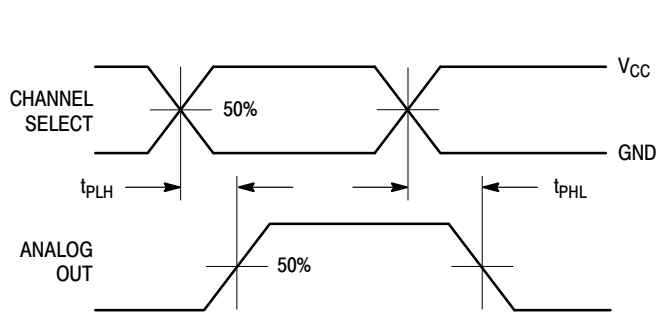 V_CC
CHANNEL
SELECT
50%
GND
t_PLH
t_PHL
ANALOG
OUT
50%